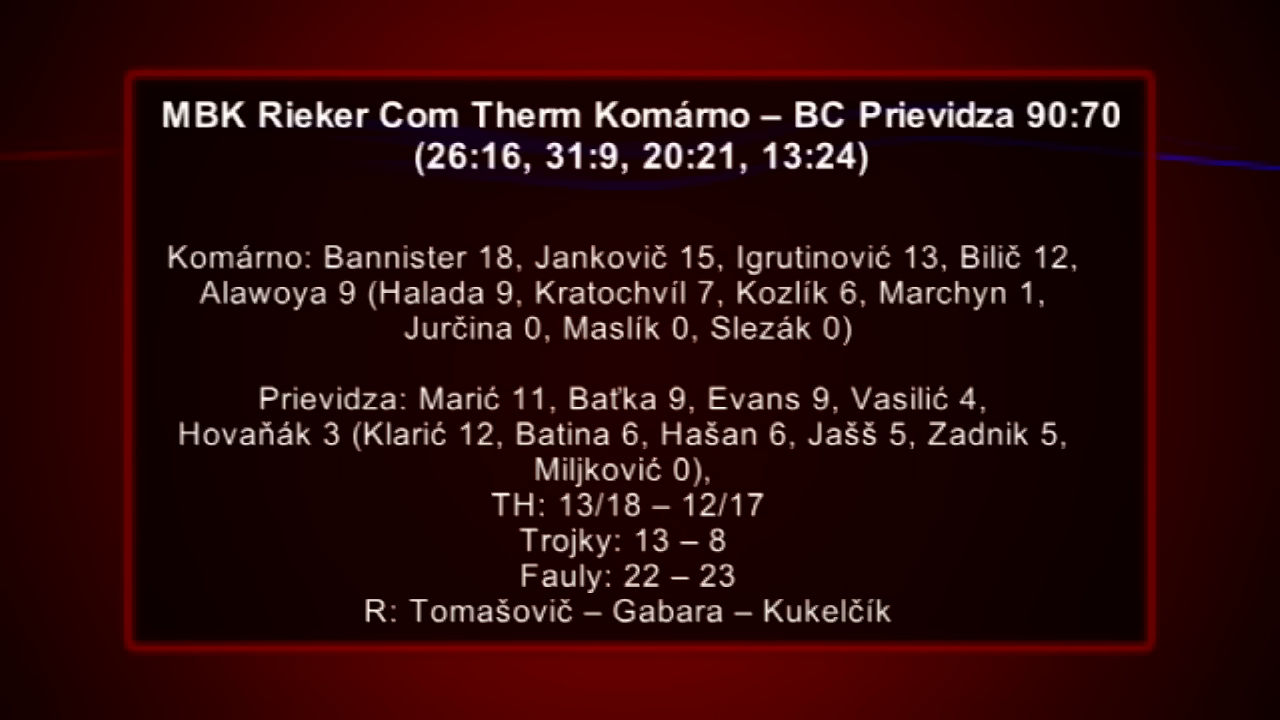 MBK Rieker Com Therm Komárno – BC Prievidza 90:70
(26:16, 31:9, 20:21, 13:24)
Komárno: Bannister 18, Jankovič 15, Igrutinović 13, Bilič 12,
Alawoya 9 (Halada 9, Kratochvíl 7, Kozlík 6, Marchyn 1,
Jurčina 0, Maslík 0, Slezák 0)
Prievidza: Marić 11, Baťka 9, Evans 9, Vasilić 4,
Hovaňák 3 (Klarić 12, Batina 6, Hašan 6, Jašš 5, Zadnik 5,
Miljković 0),
TH: 13/18 – 12/17
Trojky: 13 – 8
Fauly: 22 – 23
R: Tomašovič – Gabara – Kukelčík